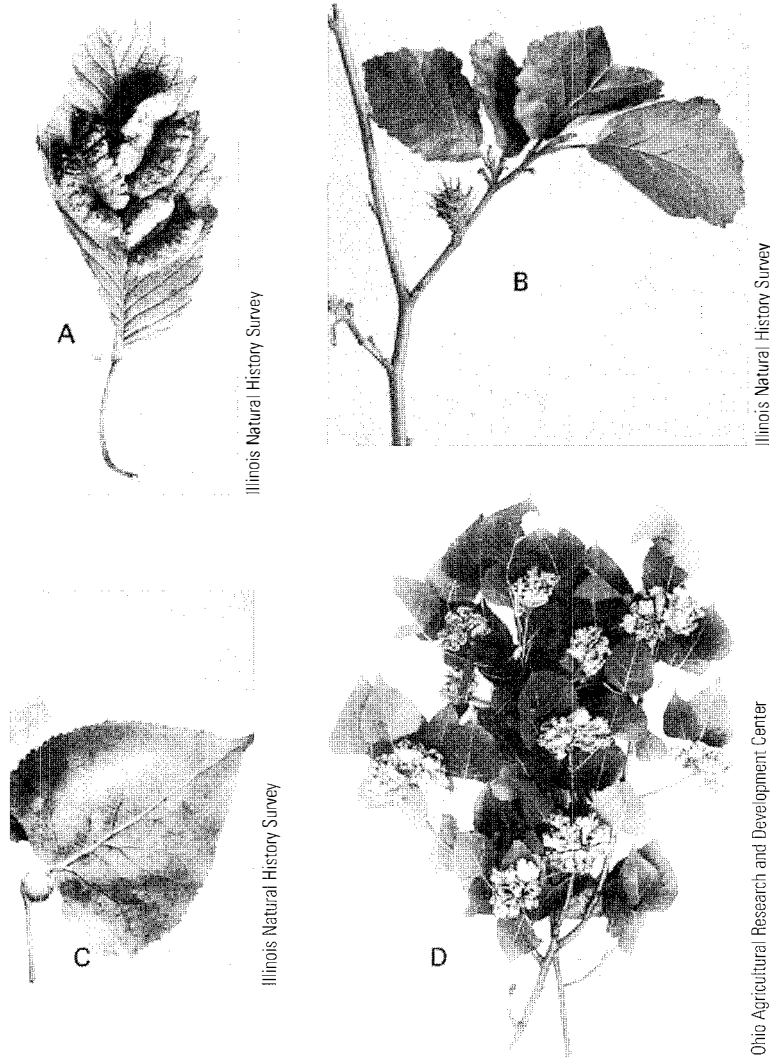 A
Illinois Natural History Survey
B
Illinois Natural History Survey
C
Illinois Natural History Survey
D
Ohio Agricultural Research and Development Center